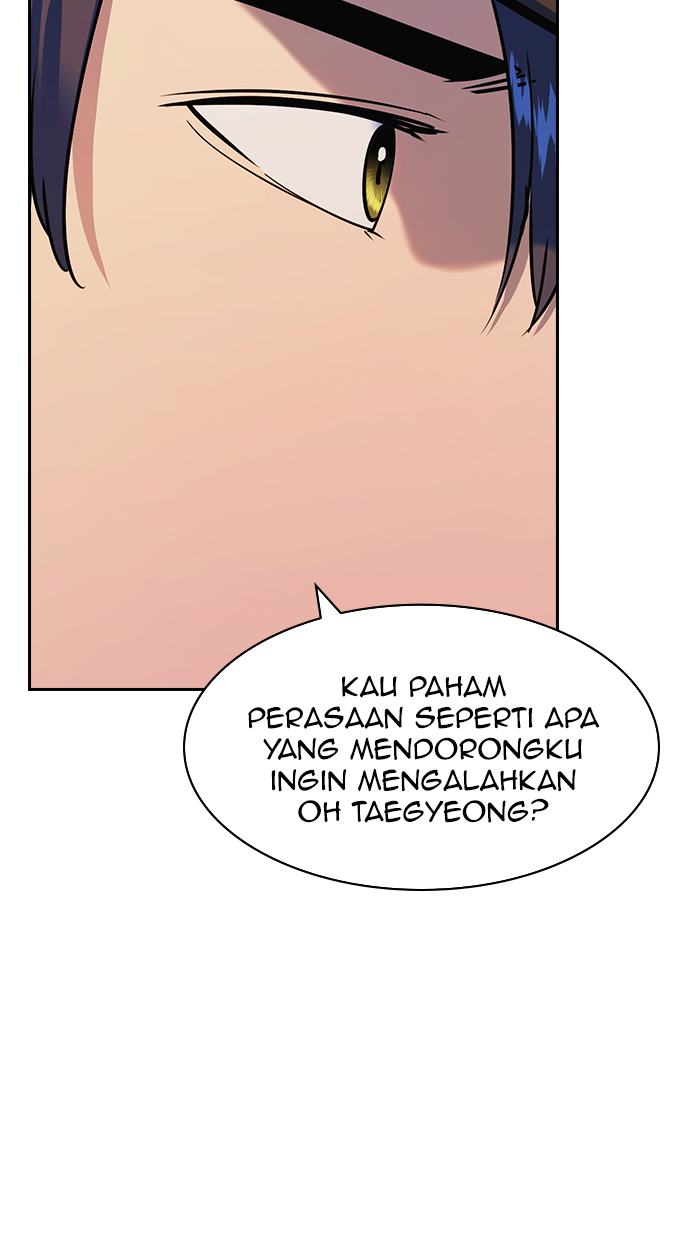 KAU PAHAM
PERASAAN SEPERTI APA
YANG MENDORONGKU
INGIN MENGALAHKAN
OH TAEGYEONG?